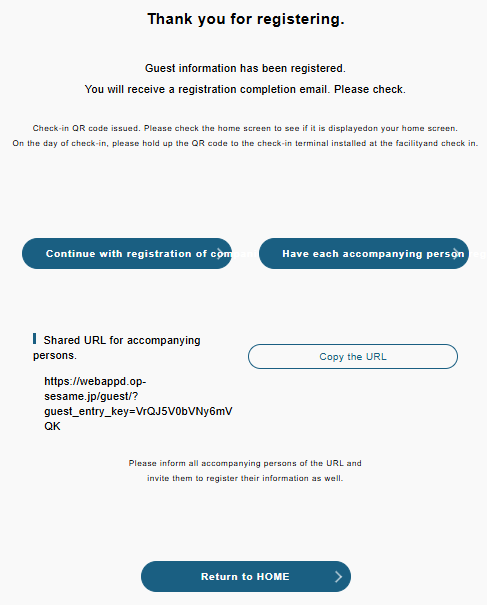 Thank you for registering.
Guest information has been registered.
You will receive a registration completion email. Please check.
Check-in QR code issued. Please check the home screen to see if it is displayedon your home screen.
On the day of check-in, please hold up the QR code to the check-in terminal installed at the facilityand check in.
Continue with registration of
Have each accompanying person
Shared URL for accompanying
persons.
Copy the URL
https://webappd.op-
sesame.jp/guest/?
guest_entry_key=VrQJ5V0bVNy6mV
QK
Please inform all accompanying persons of the URL and
invite them to register their information as well.
Return to HOME